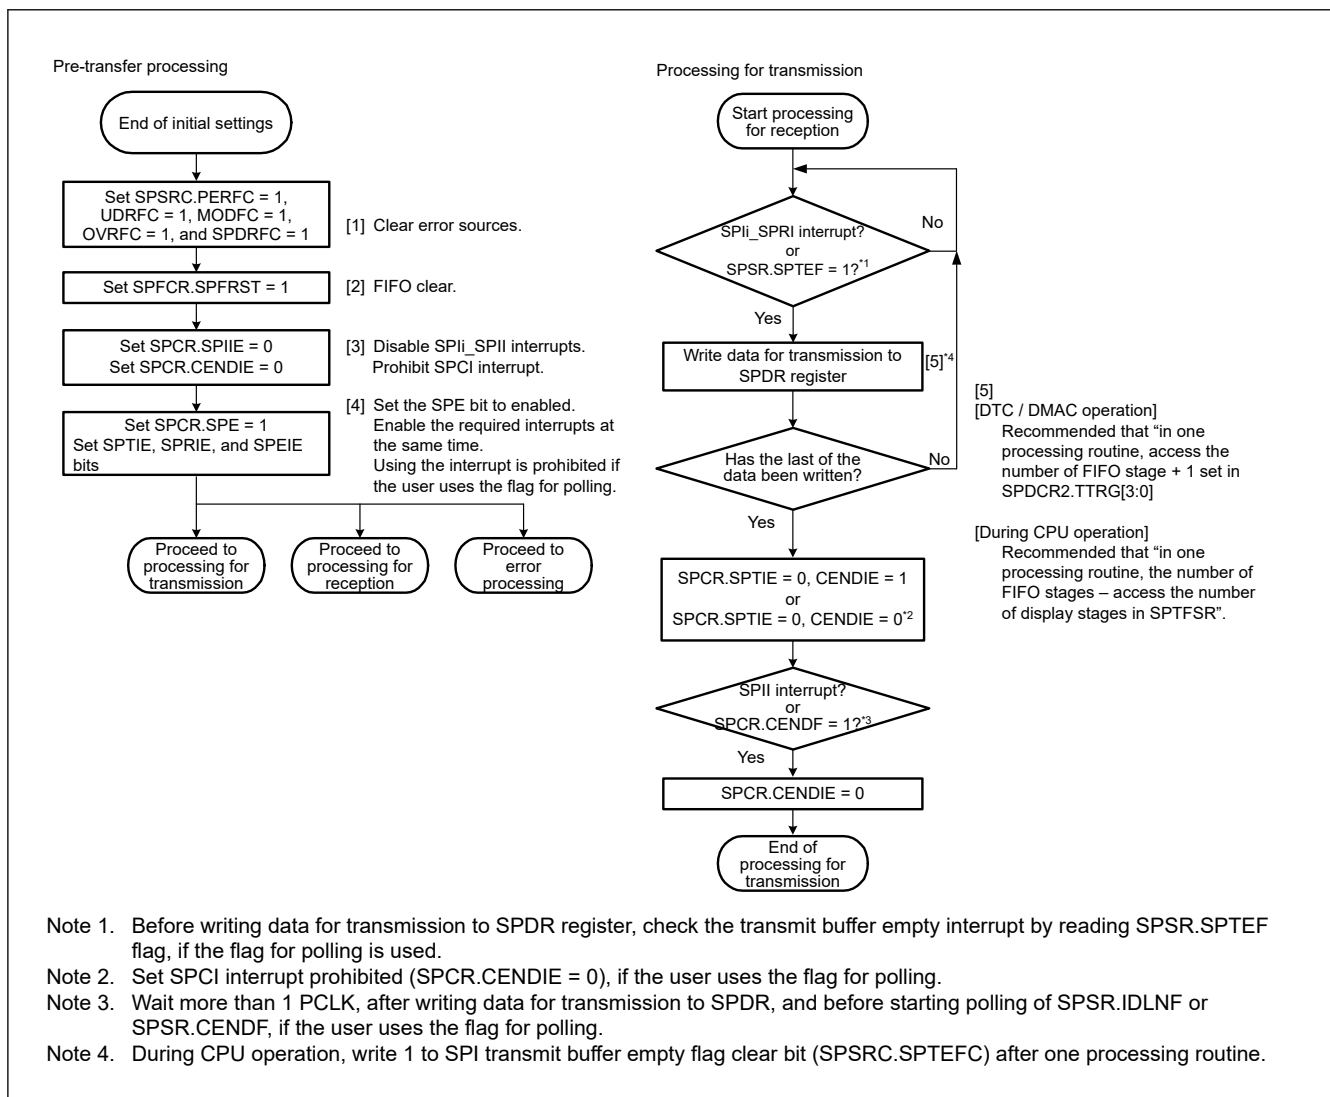 Pre-transfer processing
End of initial settings
Set SPSRC.PERFC = 1,
UDRFC = 1, MODFC = 1,
OVRFC = 1, and SPDRFC = 1
[1] Clear error sources.
Set SPFCR.SPFRST = 1
[2] FIFO clear.
Set SPCR.SPIIE = 0
Set SPCR.CENDIE = 0
[3] Disable SPIi_SPII interrupts.
Prohibit SPCI interrupt.
Set SPCR.SPE = 1
Set SPTIE, SPRIE, and SPEIE
bits
[4] Set the SPE bit to enabled.
Enable the required interrupts at
the same time.
Using the interrupt is prohibited if
the user uses the flag for polling.
Proceed to
processing for
transmission
Proceed to
processing for
reception
Proceed to
error
processing
Processing for transmission
Start processing
for reception
SPIi_SPRI interrupt?
or
SPSR.SPTEF = 1?*1
No
Yes
Write data for transmission to
SPDR register
[5]*4
Has the last of the
data been written?
No
Yes
SPCR.SPTIE = 0, CENDIE = 1
or
SPCR.SPTIE = 0, CENDIE = 0*2
SPII interrupt?
or
SPCR.CENDF = 1?*3
Yes
SPCR.CENDIE = 0
End of
processing for
transmission
[5]
[DTC / DMAC operation]
Recommended that “in one
processing routine, access the
number of FIFO stage + 1 set in
SPDCR2.TTRG[3:0]
[During CPU operation]
Recommended that “in one
processing routine, the number of
FIFO stages – access the number
of display stages in SPTFSR”.
Note 1. Before writing data for transmission to SPDR register, check the transmit buffer empty interrupt by reading SPSR.SPTEF
flag, if the flag for polling is used.
Note 2. Set SPCI interrupt prohibited (SPCR.CENDIE = 0), if the user uses the flag for polling.
Note 3. Wait more than 1 PCLK, after writing data for transmission to SPDR, and before starting polling of SPSR.IDLNF or
SPSR.CENDF, if the user uses the flag for polling.
Note 4. During CPU operation, write 1 to SPI transmit buffer empty flag clear bit (SPSRC.SPTEFC) after one processing routine.